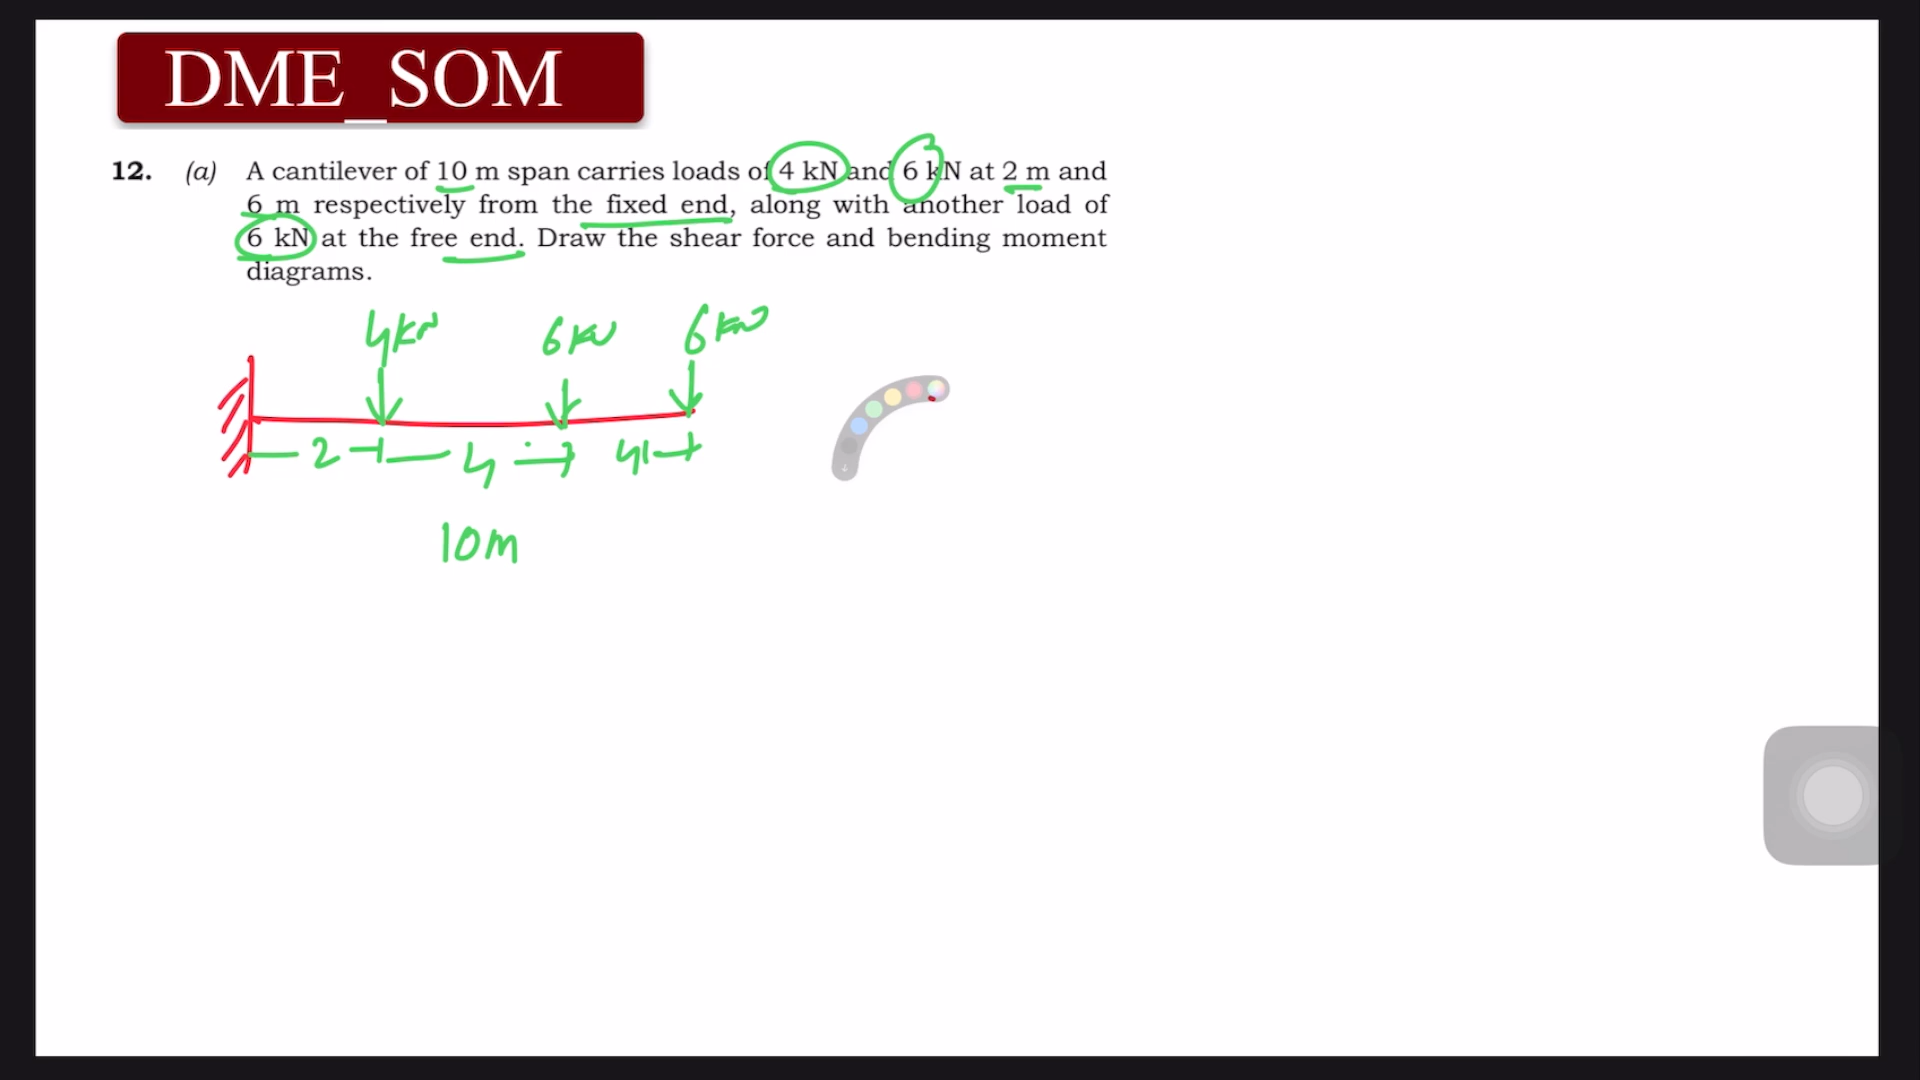 DME_SOM
12. (a) A cantilever of 10 m span carries loads of 4 kN and 6 kN at 2 m and
6 m respectively from the fixed end, along with another load of
6 kN at the free end. Draw the shear force and bending moment
diagrams.
4kN 6kN 6kN
2 4 4
10m